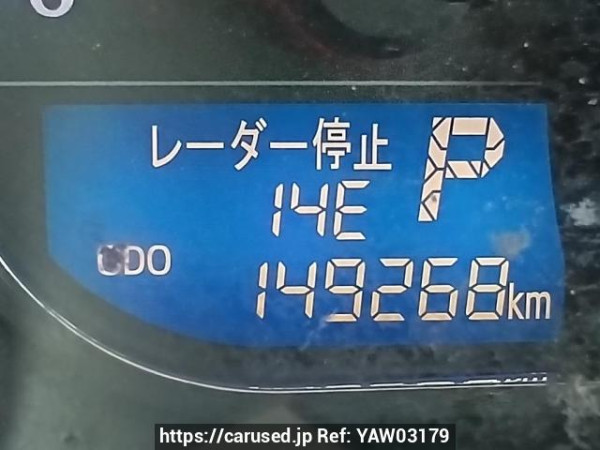 レーダー停止 P
14E
ODO 149268km
https://carused.jp Ref: YAW03179